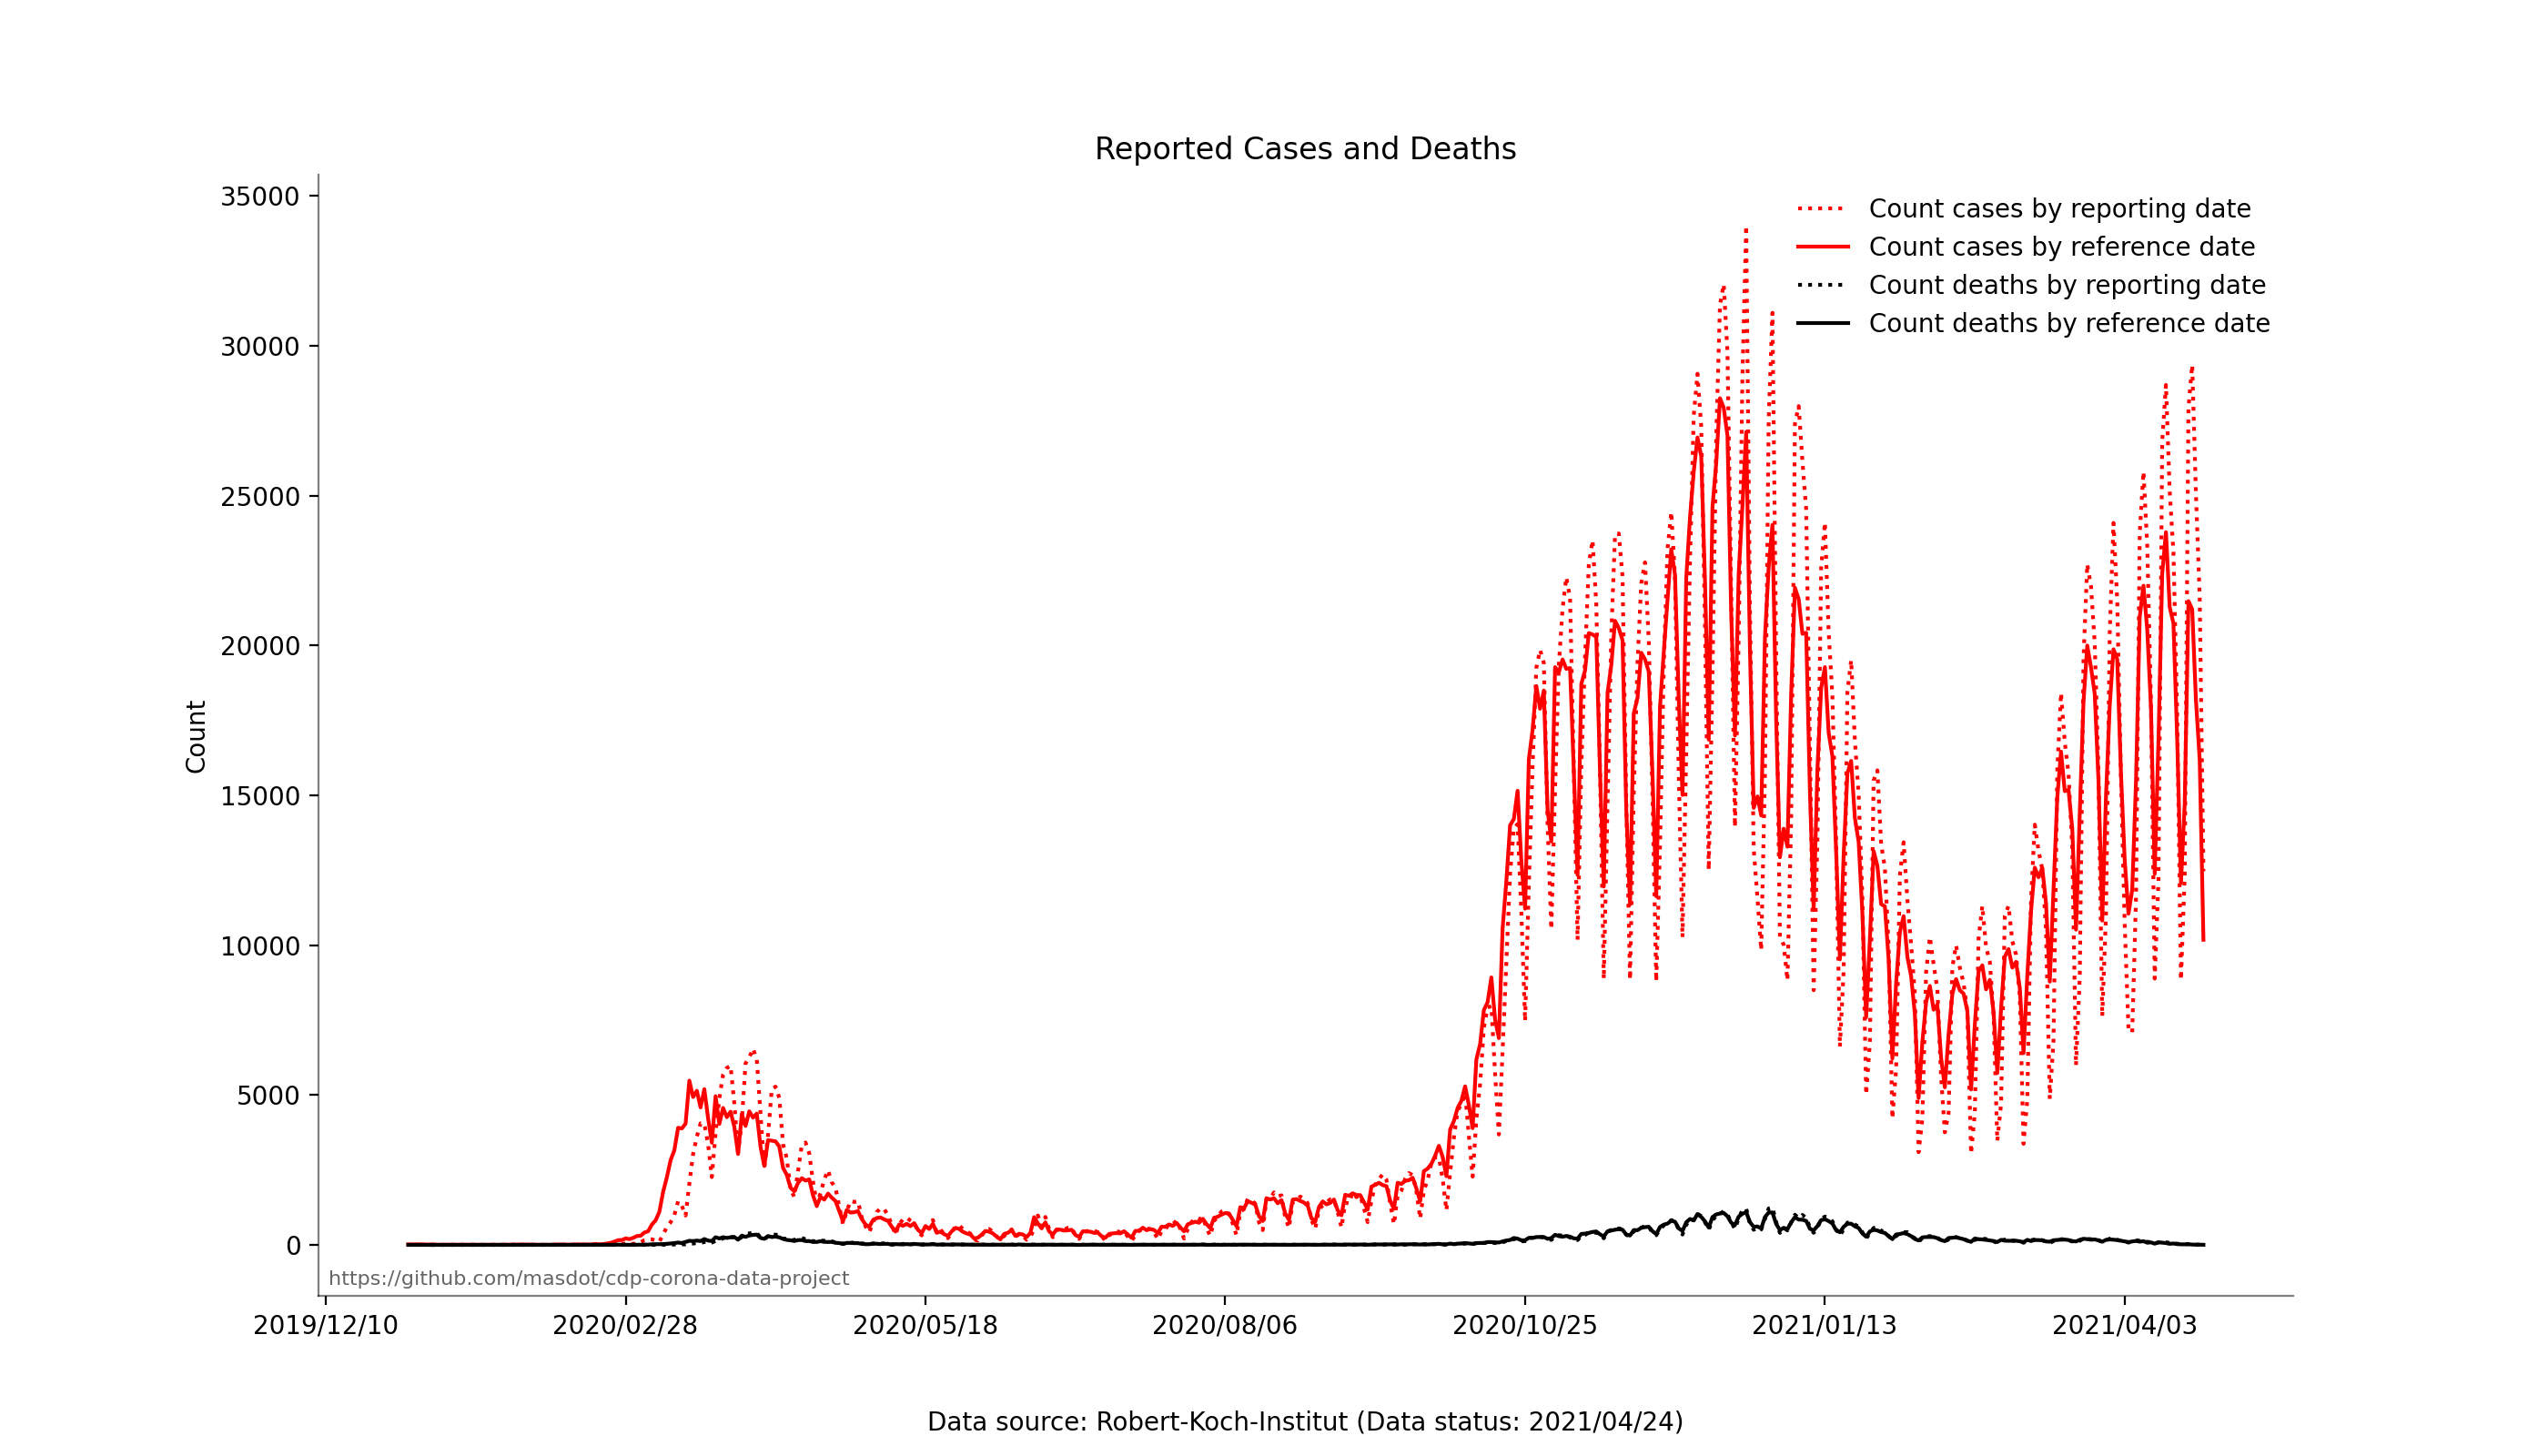 Reported Cases and Deaths
35000
30000
25000
20000
15000
10000
5000
0
Count
Count cases by reporting date
Count cases by reference date
Count deaths by reporting date
Count deaths by reference date
https://github.com/masdot/cdp-corona-data-project
2019/12/10 2020/02/28 2020/05/18 2020/08/06 2020/10/25 2021/01/13 2021/04/03
Data source: Robert-Koch-Institut (Data status: 2021/04/24)